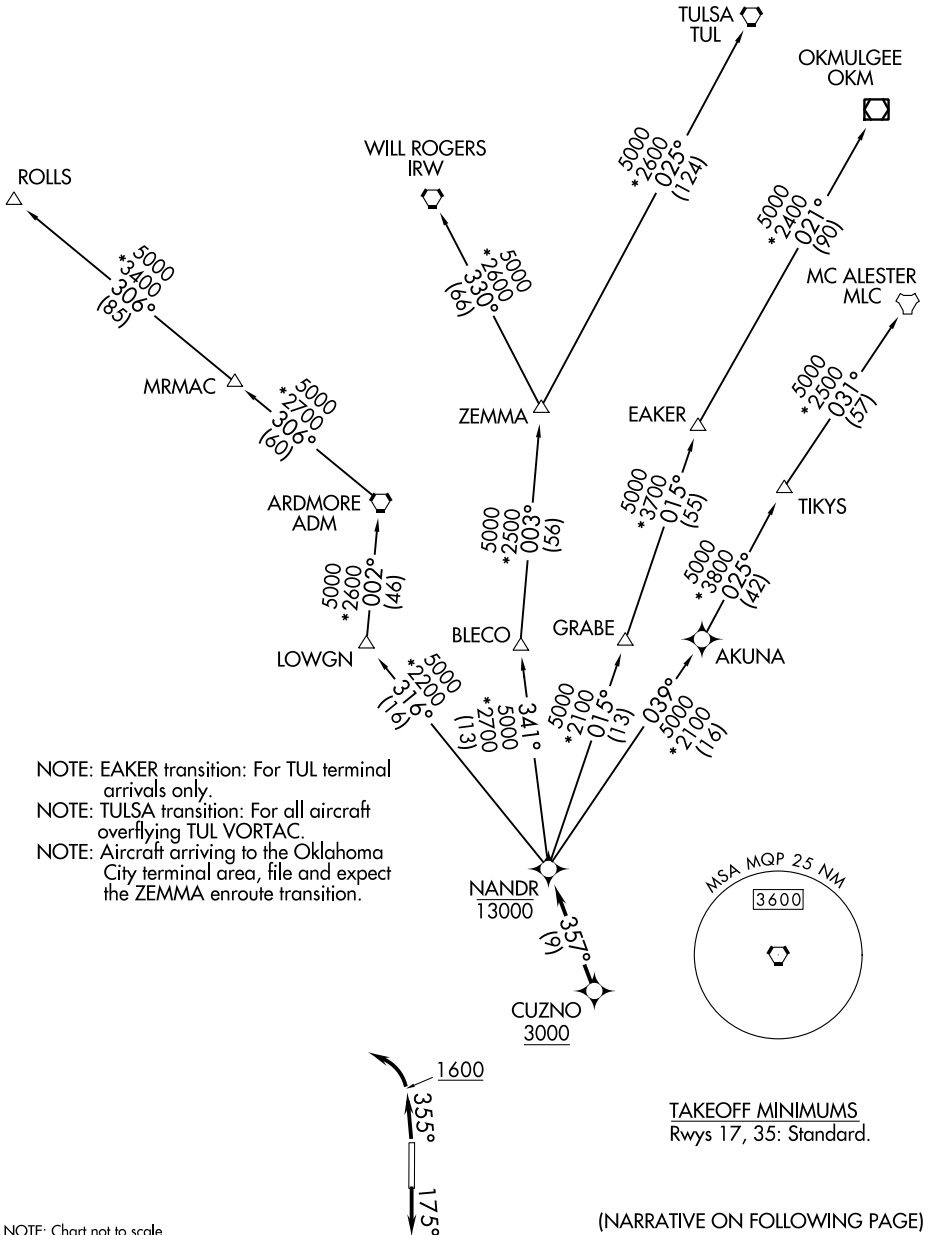 TULSA
TUL
OKMULGEE
OKM
WILL ROGERS
IRW
5000
*2600
025°
(124)
ROLLS
5000
*2400
021°
(90)
5000
*3400
306°
(85)
5000
*2600
330°
(66)
MC ALESTER
MLC
MRMAC
5000
*2700
306°
(60)
ZEMMA
EAKER
5000
*2500
031°
(57)
ARDMORE
ADM
5000
*2500
003°
(56)
5000
*3700
015°
(55)
TIKYS
5000
*2600
002°
(46)
5000
*3800
025°
(42)
LOWGN
BLECO
GRABE
AKUNA
5000
*2200
316°
(16)
341°
5000
*2700
(13)
5000
*2100
015°
(13)
039°
5000
*2100
(16)
NOTE: EAKER transition: For TUL terminal
arrivals only.
NOTE: TULSA transition: For all aircraft
overflying TUL VORTAC.
NOTE: Aircraft arriving to the Oklahoma
City terminal area, file and expect
the ZEMMA enroute transition.
NANDR
13000
357°
(9)
MSA MQP 25 NM
3600
CUZNO
3000
1600
355°
175°
TAKEOFF MINIMUMS
Rwys 17, 35: Standard.
NOTE: Chart not to scale
(NARRATIVE ON FOLLOWING PAGE)